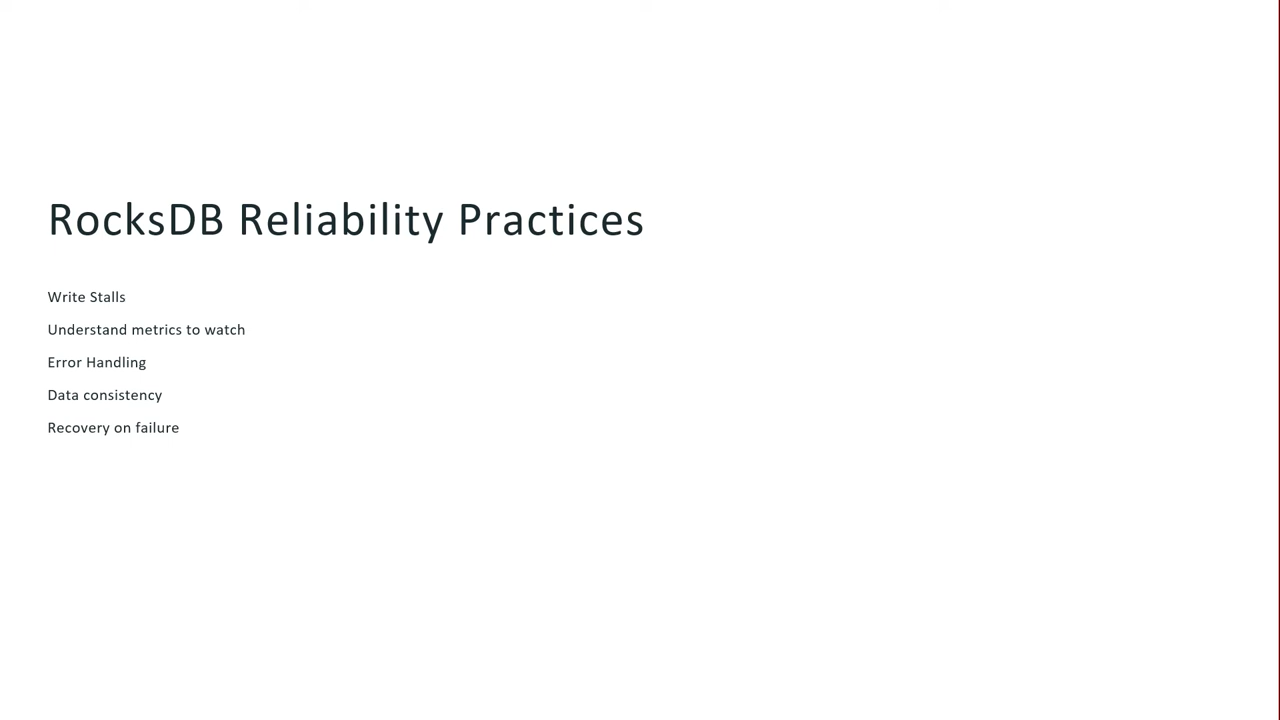 RocksDB Reliability Practices
Write Stalls
Understand metrics to watch
Error Handling
Data consistency
Recovery on failure